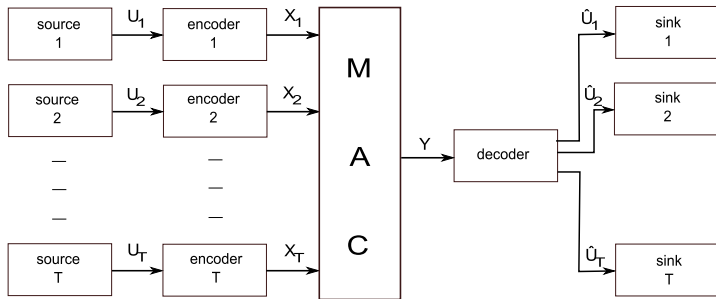 source 1
U1
encoder 1
X1
source 2
U2
encoder 2
X2
source T
UT
encoder T
XT
M
A
C
Y
decoder
Û1
sink 1
Û2
sink 2
ÛT
sink T